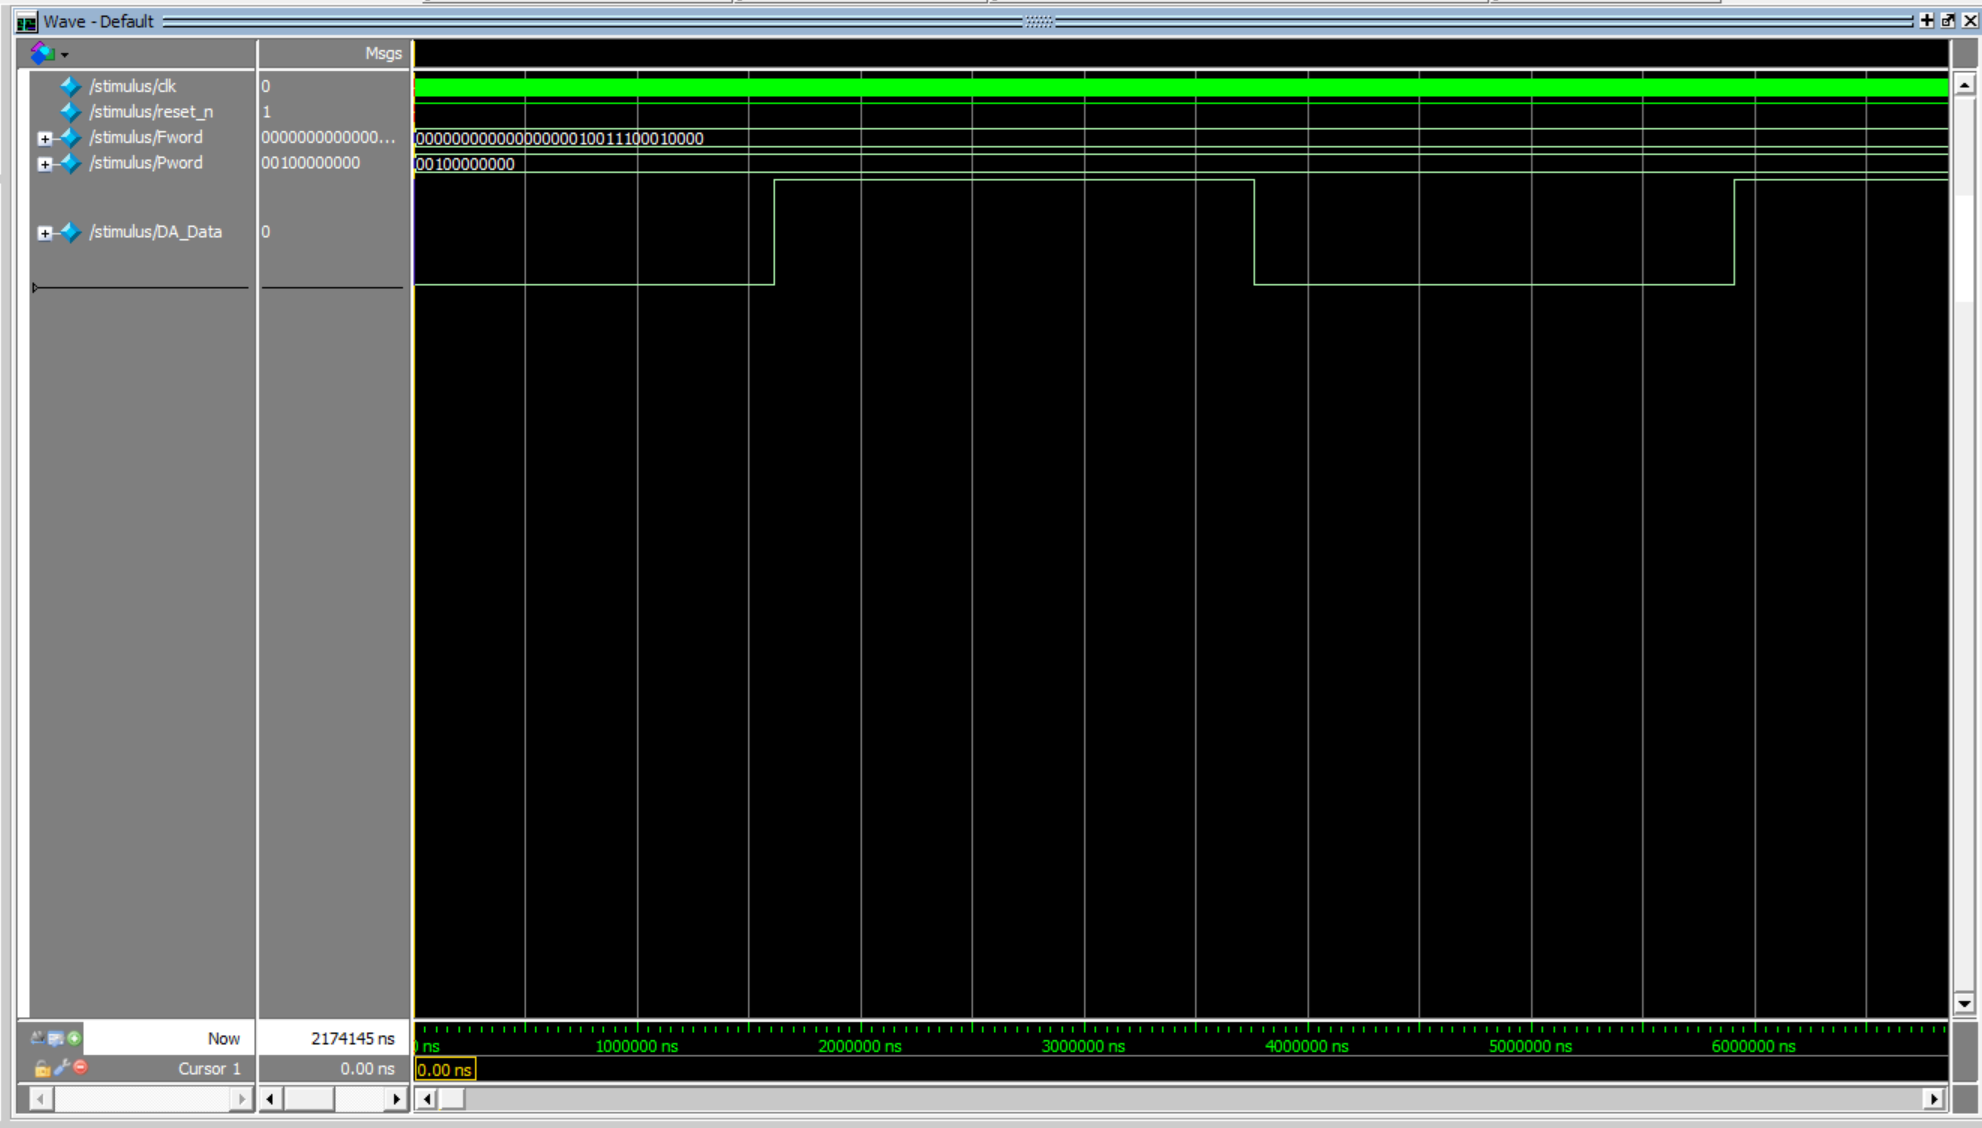 Wave - Default
Msgs
/stimulus/clk 0
/stimulus/reset_n 1
/stimulus/Fword 0000000000000... 00000000000000000010011100010000
/stimulus/Pword 00100000000 00100000000
/stimulus/DA_Data 0
Now 2174145 ns
ns 1000000 ns 2000000 ns 3000000 ns 4000000 ns 5000000 ns 6000000 ns
Cursor 1 0.00 ns 0.00 ns